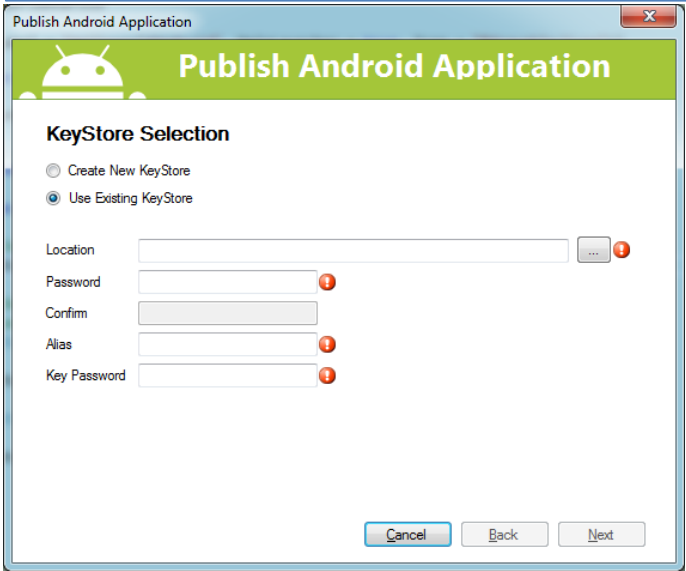 Publish Android Application
Publish Android Application
KeyStore Selection
Create New KeyStore
Use Existing KeyStore
Location
...
Password
Confirm
Alias
Key Password
Cancel Back Next